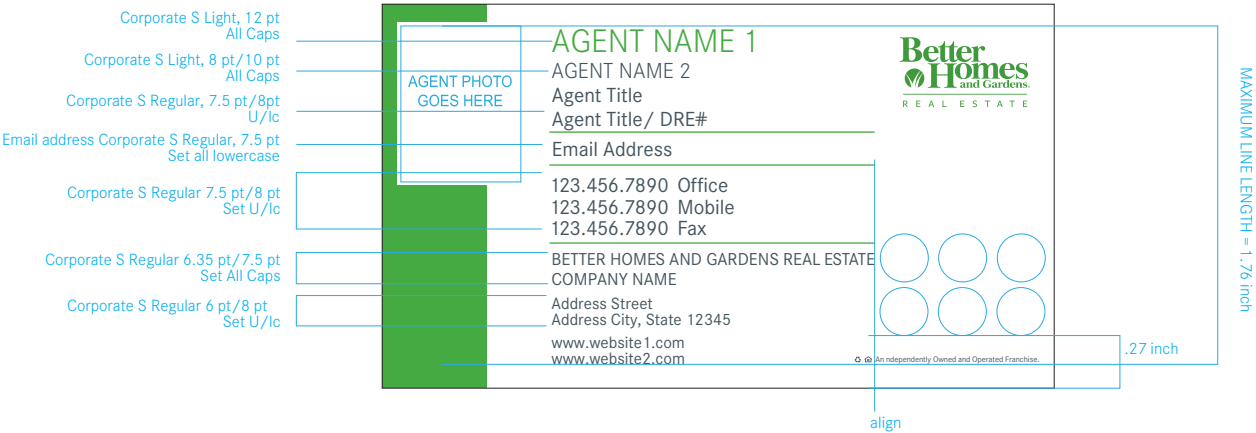 Corporate S Light, 12 pt
All Caps
Corporate S Light, 8 pt/10 pt
All Caps
Corporate S Regular, 7.5 pt/8pt
U/lc
Email address Corporate S Regular, 7.5 pt
Set all lowercase
Corporate S Regular 7.5 pt/8 pt
Set U/lc
Corporate S Regular 6.35 pt/7.5 pt
Set All Caps
Corporate S Regular 6 pt/8 pt
Set U/lc
AGENT PHOTO
GOES HERE
AGENT NAME 1
AGENT NAME 2
Agent Title
Agent Title/ DRE#
Email Address
123.456.7890 Office
123.456.7890 Mobile
123.456.7890 Fax
BETTER HOMES AND GARDENS REAL ESTATE
COMPANY NAME
Address Street
Address City, State 12345
www.website1.com
www.website2.com
Better
Homes
and Gardens®
REAL ESTATE
An ndependently Owned and Operated Franchise.
.27 inch
align
MAXIMUM LINE LENGTH = 1.76 inch